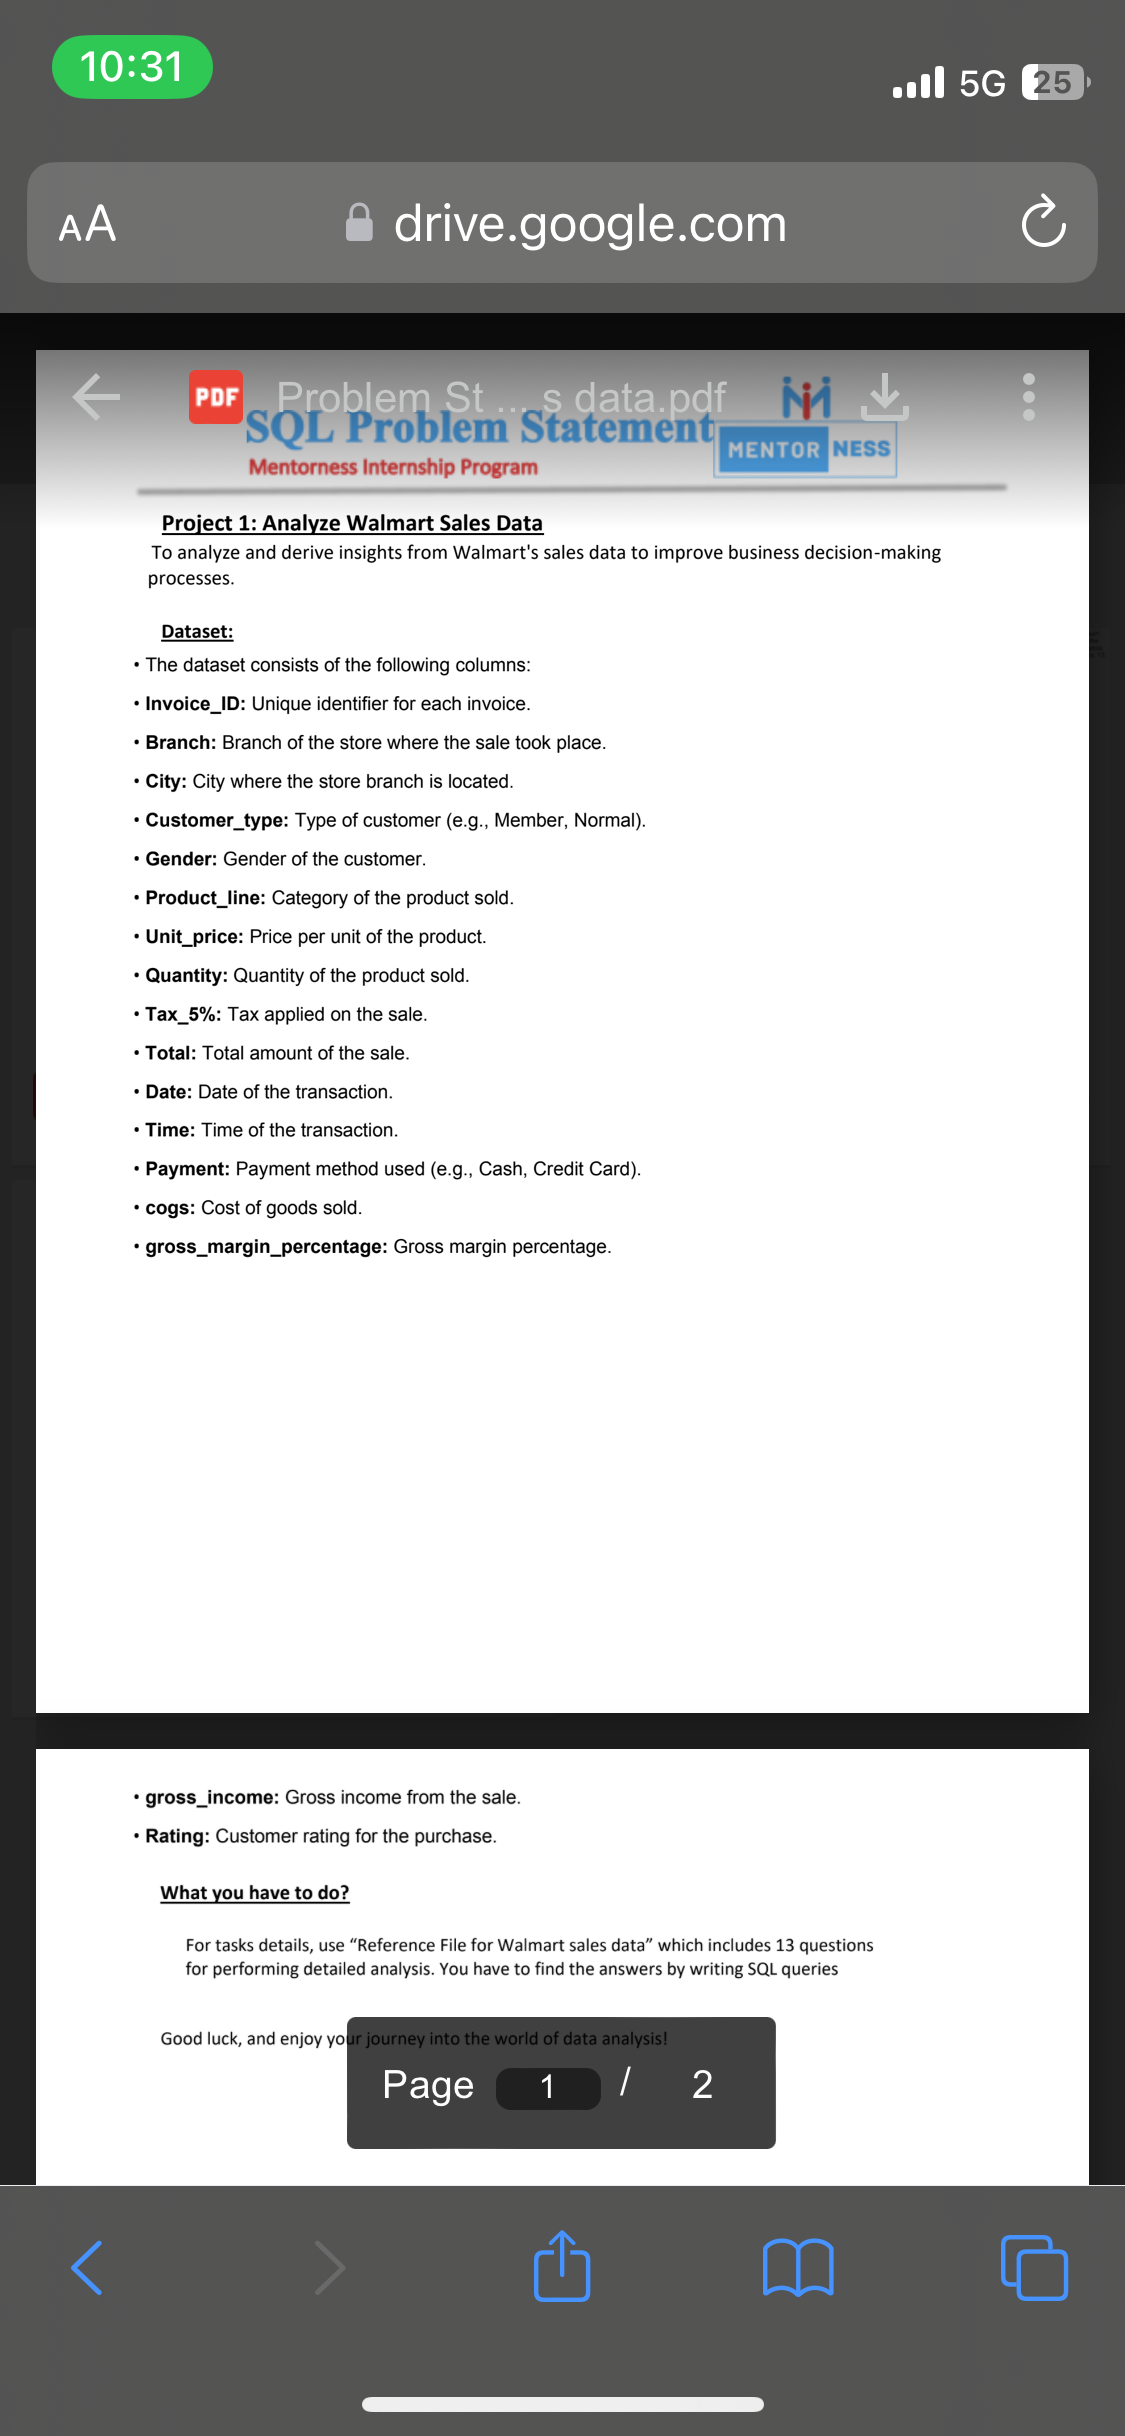 10:31
5G 25
AA drive.google.com
PDF Problem St ... s data.pdf
SQL Problem Statement
MENTOR NESS
Mentorness Internship Program
Project 1: Analyze Walmart Sales Data
To analyze and derive insights from Walmart's sales data to improve business decision-making
processes.
Dataset:
• The dataset consists of the following columns:
• Invoice_ID: Unique identifier for each invoice.
• Branch: Branch of the store where the sale took place.
• City: City where the store branch is located.
• Customer_type: Type of customer (e.g., Member, Normal).
• Gender: Gender of the customer.
• Product_line: Category of the product sold.
• Unit_price: Price per unit of the product.
• Quantity: Quantity of the product sold.
• Tax_5%: Tax applied on the sale.
• Total: Total amount of the sale.
• Date: Date of the transaction.
• Time: Time of the transaction.
• Payment: Payment method used (e.g., Cash, Credit Card).
• cogs: Cost of goods sold.
• gross_margin_percentage: Gross margin percentage.
• gross_income: Gross income from the sale.
• Rating: Customer rating for the purchase.
What you have to do?
For tasks details, use “Reference File for Walmart sales data” which includes 13 questions
for performing detailed analysis. You have to find the answers by writing SQL queries
Good luck, and enjoy your journey into the world of data analysis!
Page 1 / 2